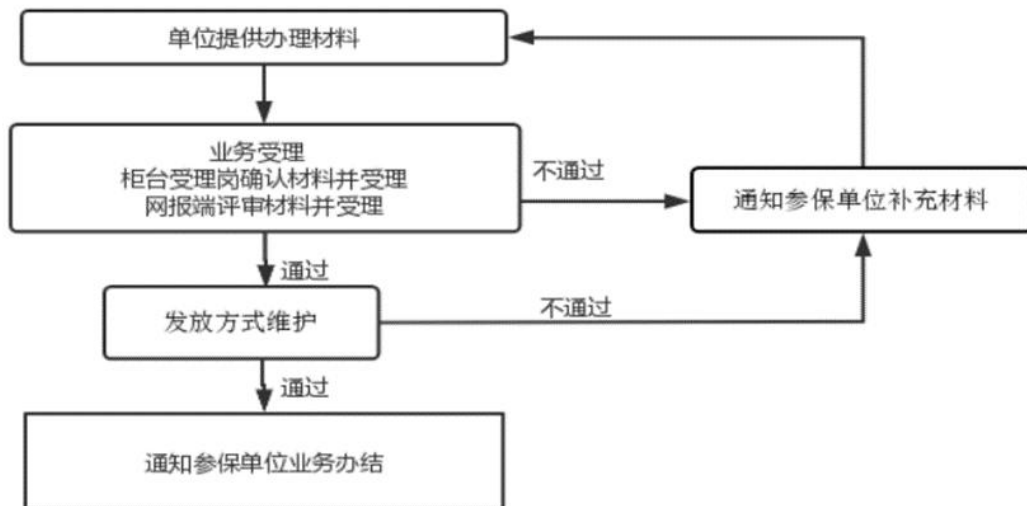 单位提供办理材料
业务受理
柜台受理岗确认材料并受理
网报端评审材料并受理
不通过
通知参保单位补充材料
通过
发放方式维护
不通过
通过
通知参保单位业务办结